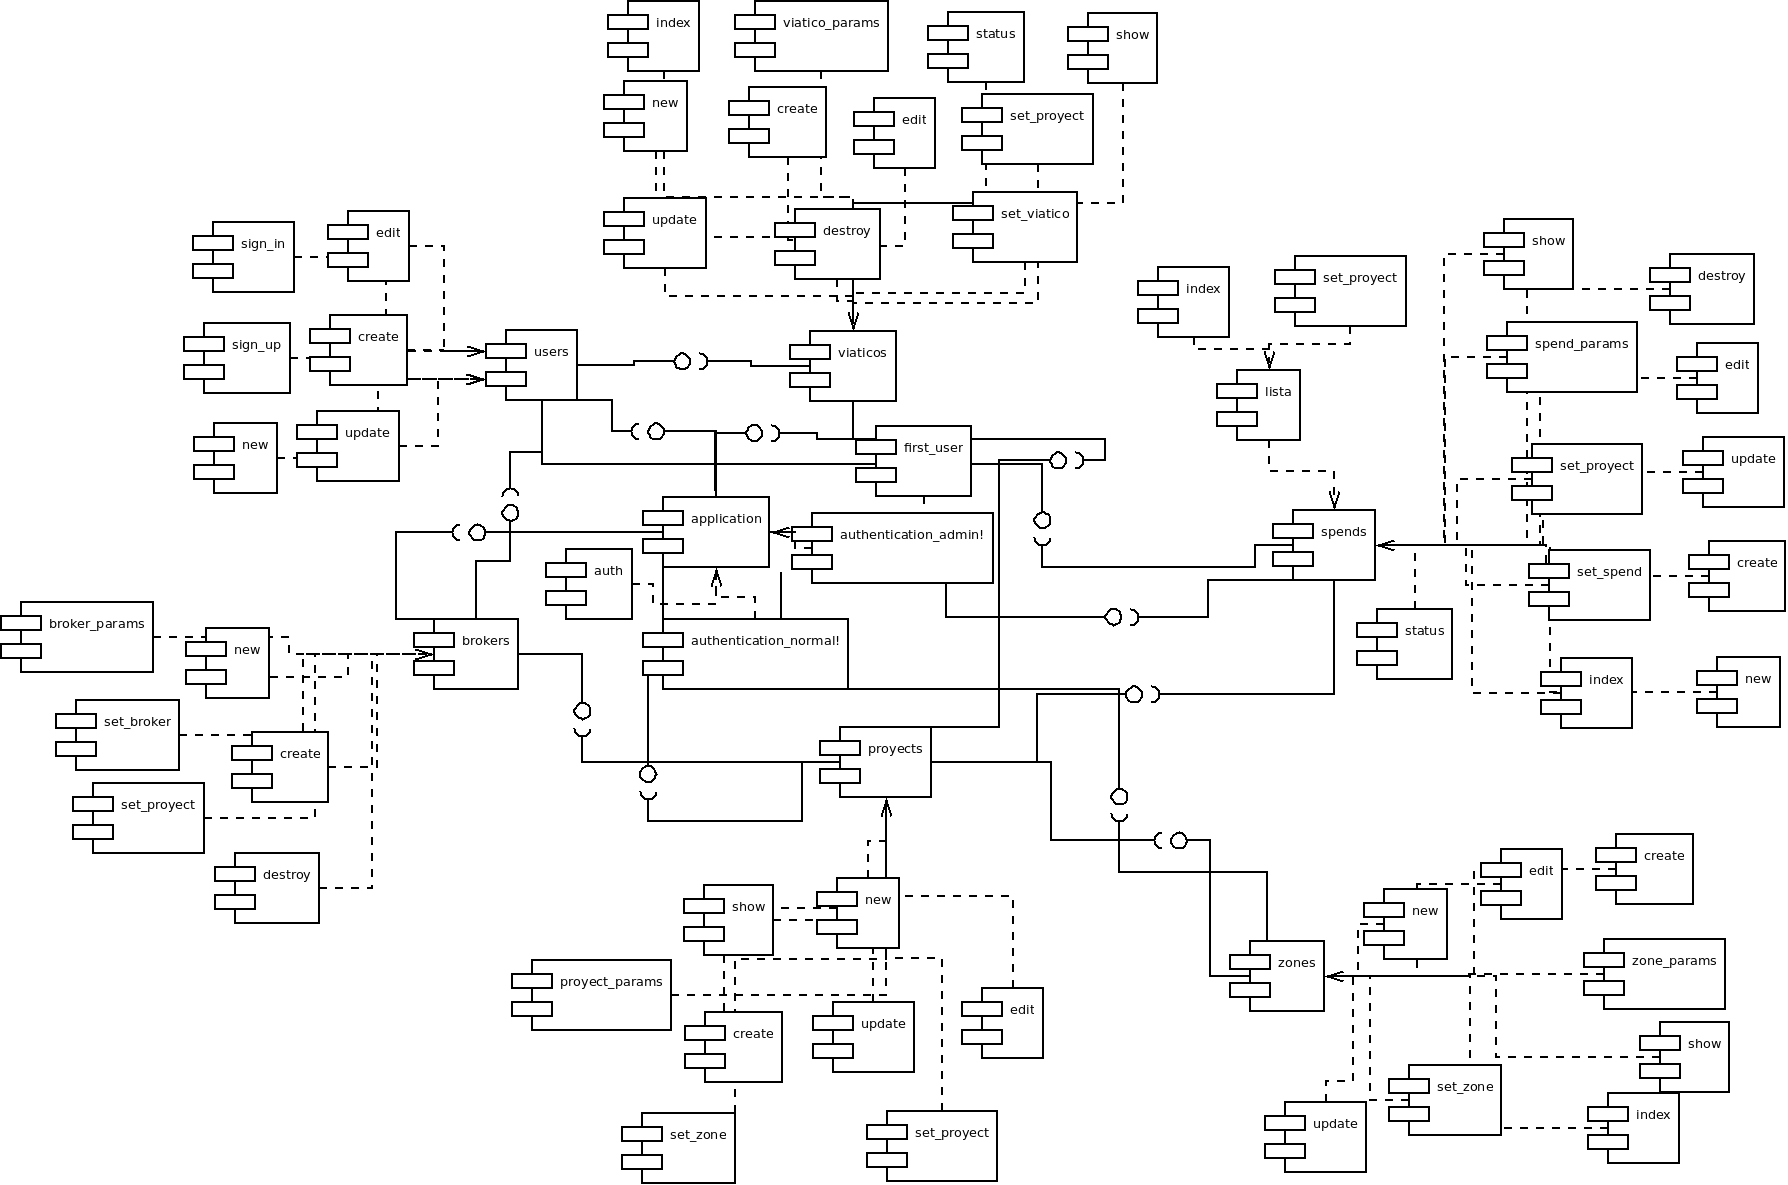 index
viatico_params
status
show
new
create
edit
set_proyect
update
destroy
set_viatico
sign_in
edit
sign_up
create
new
update
users
viaticos
first_user
index
set_proyect
lista
show
destroy
spend_params
edit
set_proyect
update
set_spend
create
index
new
status
spends
application
authentication_admin!
auth
authentication_normal!
brokers
broker_params
new
set_broker
create
set_proyect
destroy
proyects
show
new
proyect_params
create
update
edit
set_zone
set_proyect
zones
new
edit
create
zone_params
show
set_zone
index
update